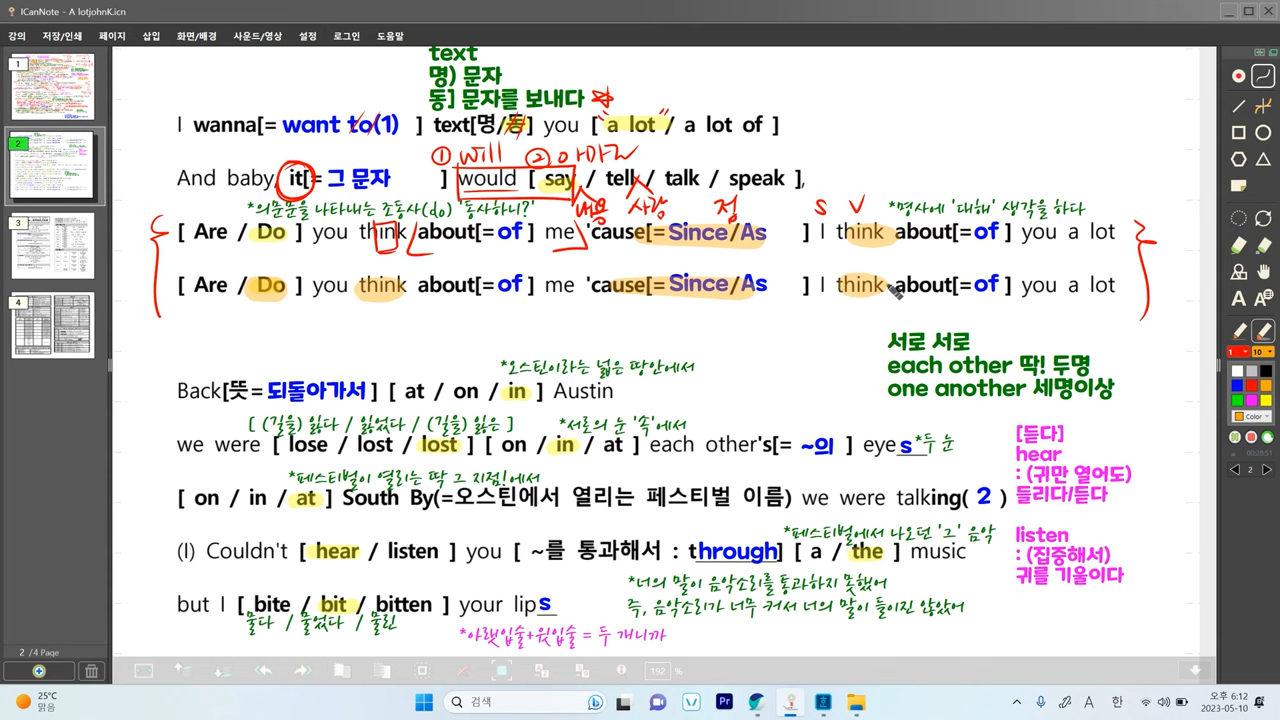 ICanNote - A lotjohnK.icn
강의 저장/인쇄 페이지 삽입 화면/배경 사운드/영상 설정 로그인 도움말
1
2
3
4
text
명) 문자
동] 문자를 보내다
I wanna[= want to(1) ] text[명/동] you [ "a lot" / a lot of ]
① will ② 아마도
And baby, it[= 그 문자 ] would [ say / tell / talk / speak ],
*의문문을 나타내는 조동사(do) '동사하니?'
내용 사람 점 S V
*명사에 '대해' 생각을 하다
[ Are / Do ] you think about[= of ] me 'cause[= Since/As ] I think about[= of ] you a lot
[ Are / Do ] you think about[= of ] me 'cause[= Since/As ] I think about[= of ] you a lot
서로 서로
each other 딱! 두명
one another 세명이상
*오스틴이라는 넓은 땅안에서
Back[뜻= 되돌아가서 ] [ at / on / in ] Austin
[ (길을) 잃다 / 잃었다 / (길을) 잃은 ] *서로의 눈 '속'에서
we were [ lose / lost / lost ] [ on / in / at ] each other's[= ~의 ] eyes *두 눈
*페스티벌이 열리는 딱 그 지점!에서
[ on / in / at ] South By(=오스틴에서 열리는 페스티벌 이름) we were talking( 2 )
*페스티벌에서 나오던 '그' 음악
(I) Couldn't [ hear / listen ] you [ ~를 통과해서 : through] [ a / the ] music
*너의 말이 음악소리를 통과하지 못했어
즉, 음악소리가 너무 커서 너의 말이 들이진 않았어
but I [ bite / bit / bitten ] your lips
물다 / 물었다 / 물린
*아랫입술+윗입술 = 두 개니까
[듣다]
hear
: (귀만 열어도)
들리다/듣다
listen
: (집중해서)
귀를 기울이다
1 10
Color
00:28:51
2
2 / 4 Page
192 %
25°C
맑음
검색
A 한
오후 6:12
2023-05-10